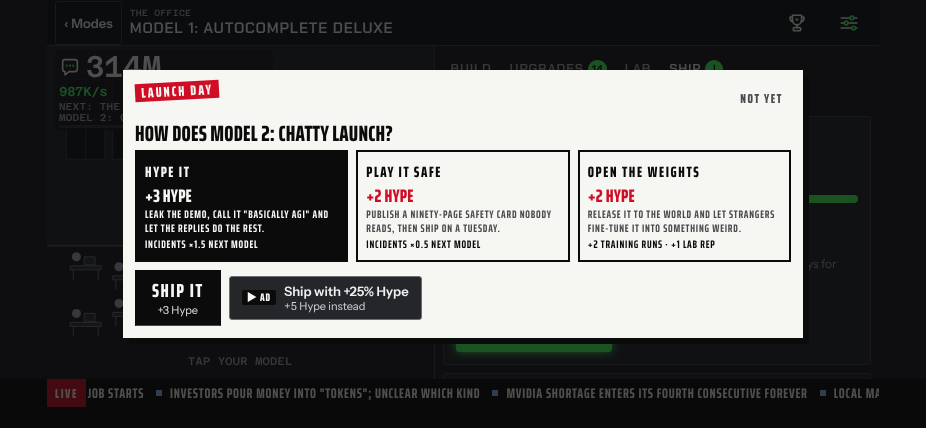 ‹ Modes
THE OFFICE
MODEL 1: AUTOCOMPLETE DELUXE
314M
987K/s
NEXT: THE
MODEL 2: C
BUILD UPGRADES 14 LAB SHIP !
LAUNCH DAY
NOT YET
HOW DOES MODEL 2: CHATTY LAUNCH?
HYPE IT
+3 HYPE
LEAK THE DEMO, CALL IT "BASICALLY AGI" AND
LET THE REPLIES DO THE REST.
INCIDENTS ×1.5 NEXT MODEL
PLAY IT SAFE
+2 HYPE
PUBLISH A NINETY-PAGE SAFETY CARD NOBODY
READS, THEN SHIP ON A TUESDAY.
INCIDENTS ×0.5 NEXT MODEL
OPEN THE WEIGHTS
+2 HYPE
RELEASE IT TO THE WORLD AND LET STRANGERS
FINE-TUNE IT INTO SOMETHING WEIRD.
+2 TRAINING RUNS · +1 LAB REP
SHIP IT
+3 Hype
AD
Ship with +25% Hype
+5 Hype instead
ys for
TAP YOUR MODEL
LIVE JOB STARTS ■ INVESTORS POUR MONEY INTO "TOKENS"; UNCLEAR WHICH KIND ■ MVIDIA SHORTAGE ENTERS ITS FOURTH CONSECUTIVE FOREVER ■ LOCAL MA